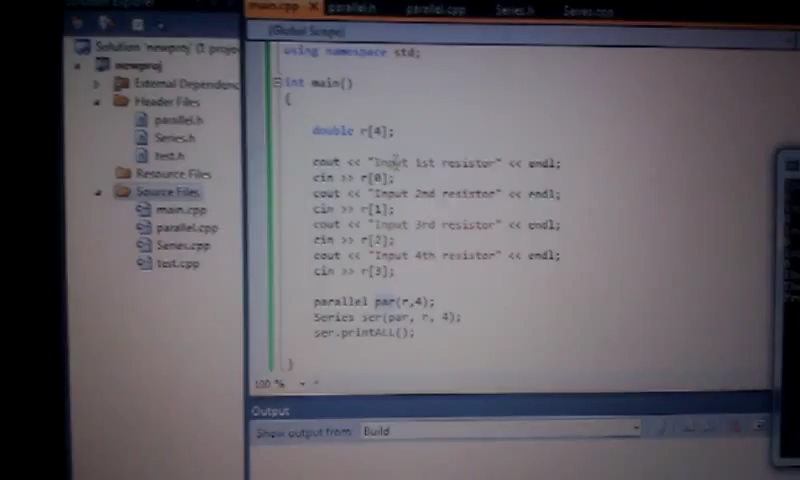 main.cpp X parallel.h parallel.cpp Series.h Series.cpp
(Global Scope)
Solution 'newproj' (1 projec
newproj
External Dependenc
Header Files
parallel.h
Series.h
test.h
Resource Files
Source Files
main.cpp
parallel.cpp
Series.cpp
test.cpp
using namespace std;
int main()
{
double r[4];
cout << "Input 1st resistor" << endl;
cin >> r[0];
cout << "Input 2nd resistor" << endl;
cin >> r[1];
cout << "Input 3rd resistor" << endl;
cin >> r[2];
cout << "Input 4th resistor" << endl;
cin >> r[3];
parallel par(r,4);
Series ser(par, r, 4);
ser.printALL();
}
100 %
Output
Show output from: Build